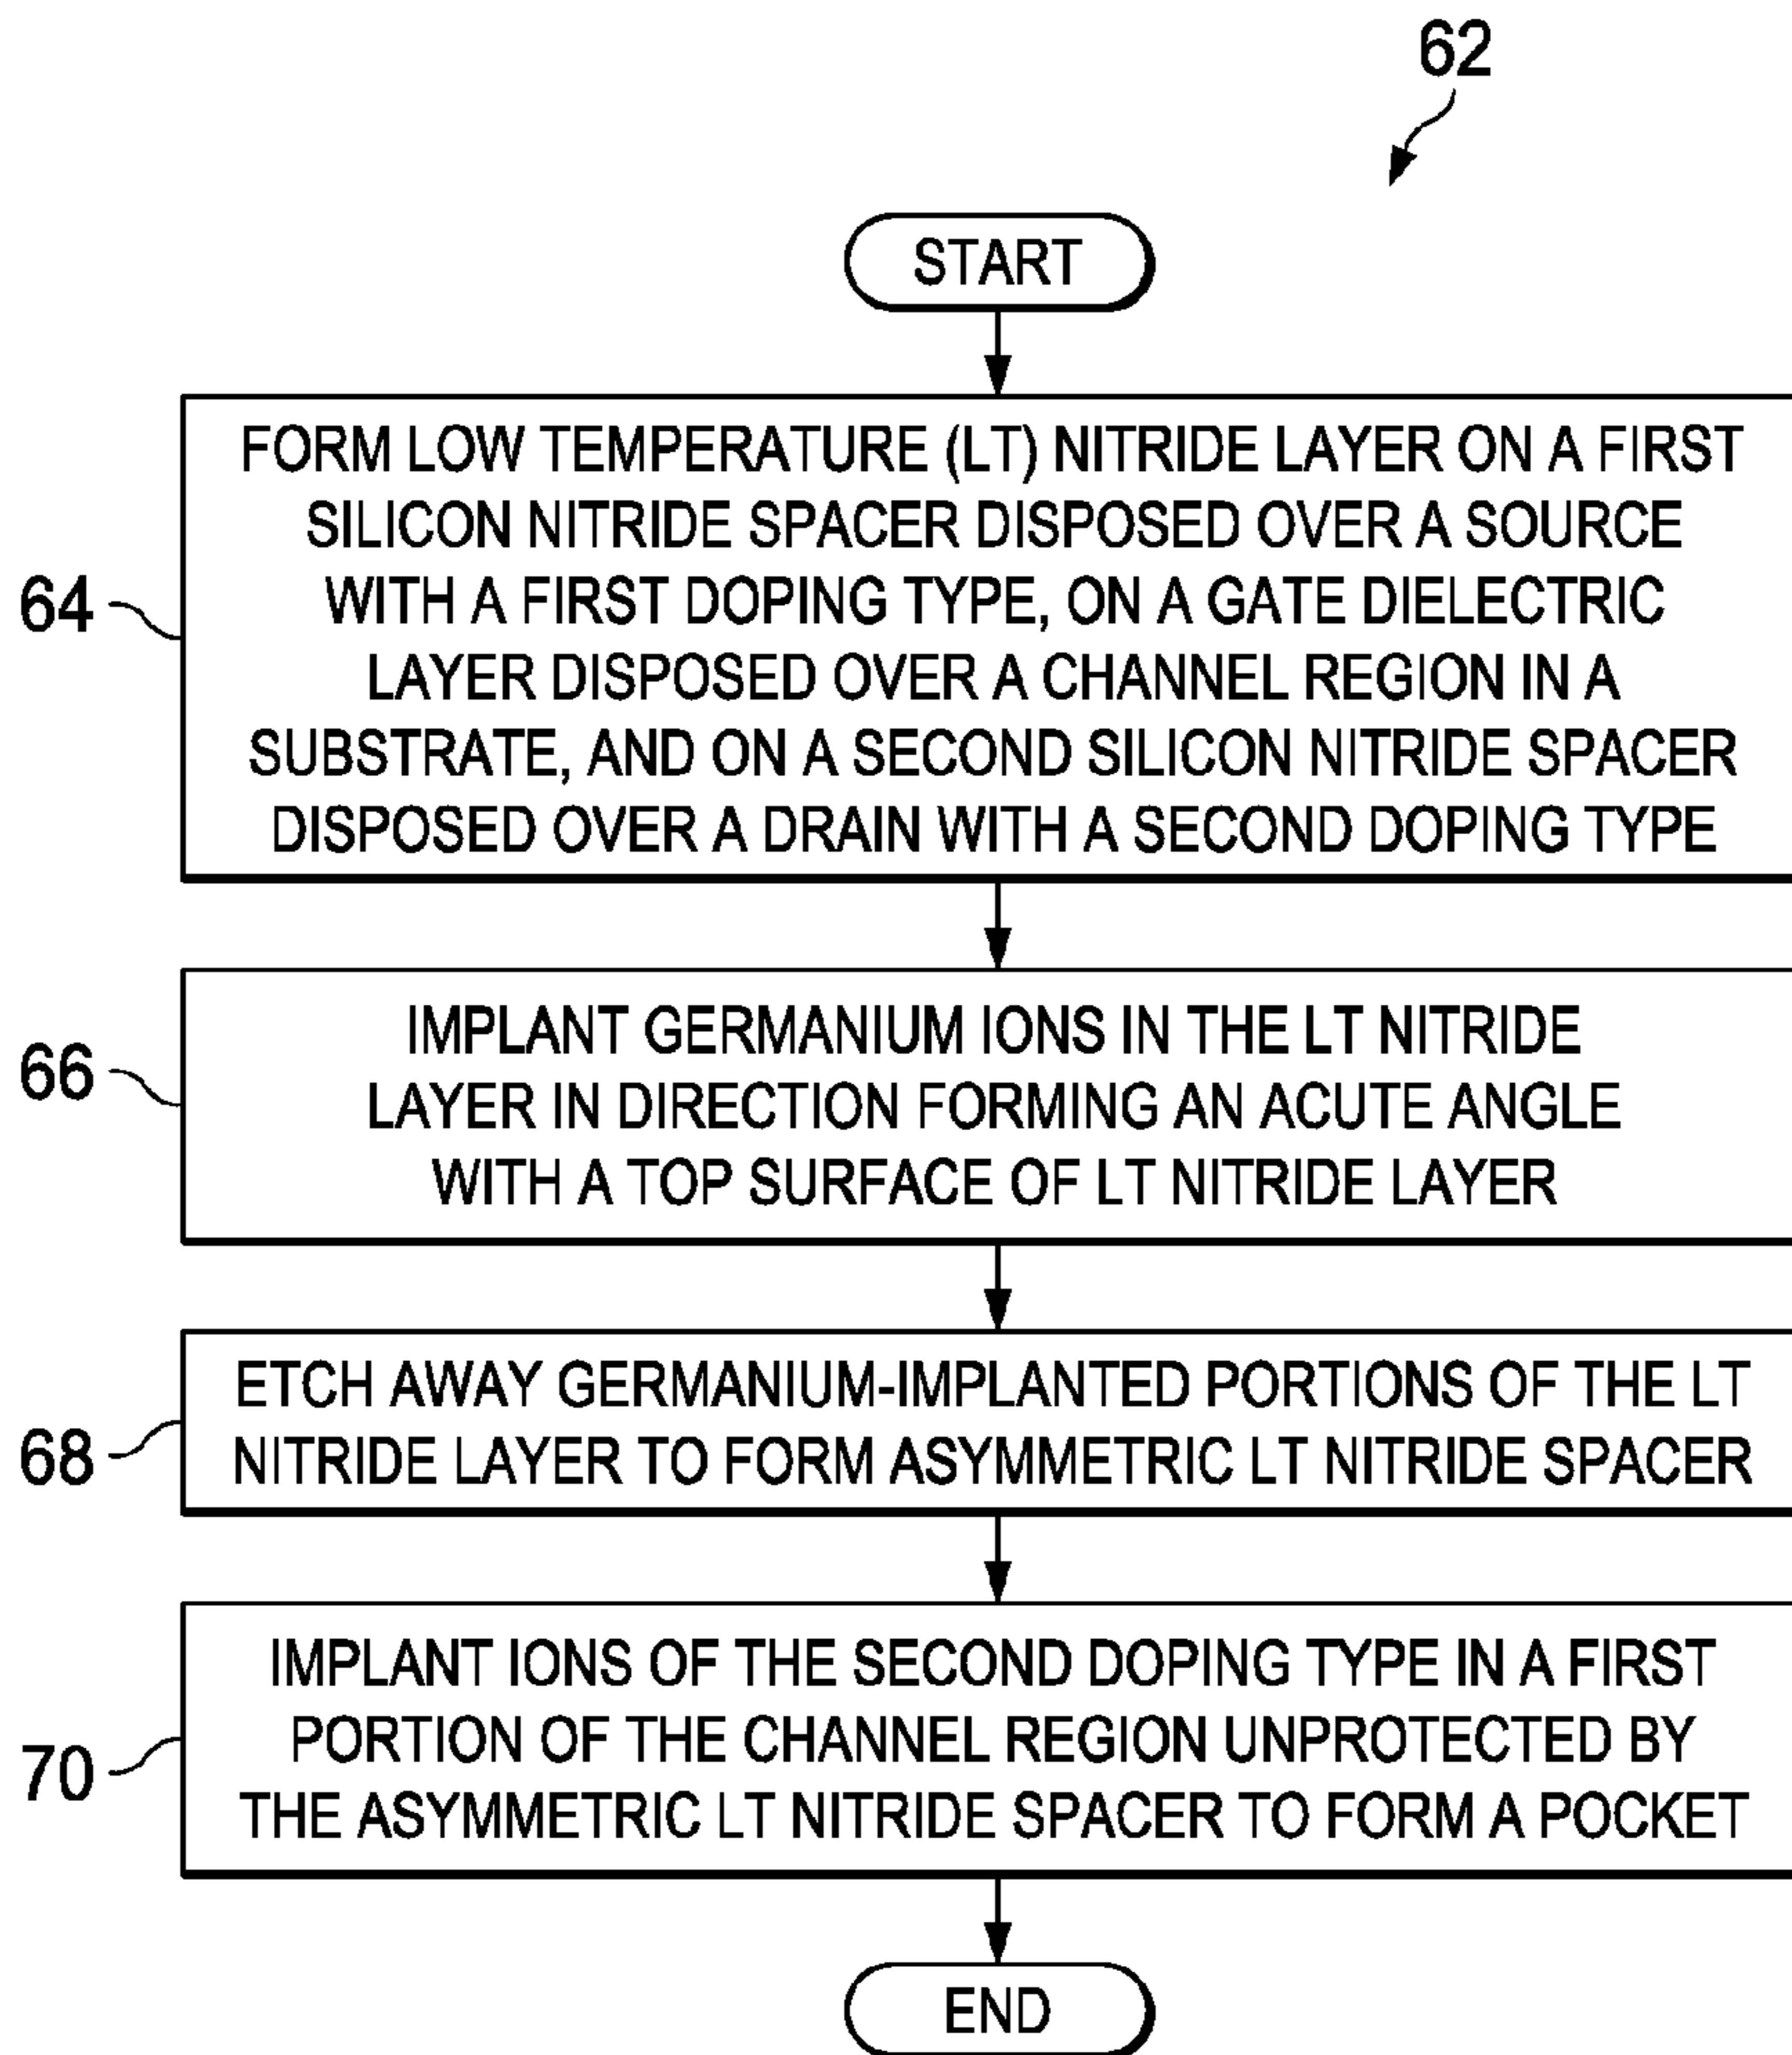 62
START
64
FORM LOW TEMPERATURE (LT) NITRIDE LAYER ON A FIRST
SILICON NITRIDE SPACER DISPOSED OVER A SOURCE
WITH A FIRST DOPING TYPE, ON A GATE DIELECTRIC
LAYER DISPOSED OVER A CHANNEL REGION IN A
SUBSTRATE, AND ON A SECOND SILICON NITRIDE SPACER
DISPOSED OVER A DRAIN WITH A SECOND DOPING TYPE
66
IMPLANT GERMANIUM IONS IN THE LT NITRIDE
LAYER IN DIRECTION FORMING AN ACUTE ANGLE
WITH A TOP SURFACE OF LT NITRIDE LAYER
68
ETCH AWAY GERMANIUM-IMPLANTED PORTIONS OF THE LT
NITRIDE LAYER TO FORM ASYMMETRIC LT NITRIDE SPACER
70
IMPLANT IONS OF THE SECOND DOPING TYPE IN A FIRST
PORTION OF THE CHANNEL REGION UNPROTECTED BY
THE ASYMMETRIC LT NITRIDE SPACER TO FORM A POCKET
END